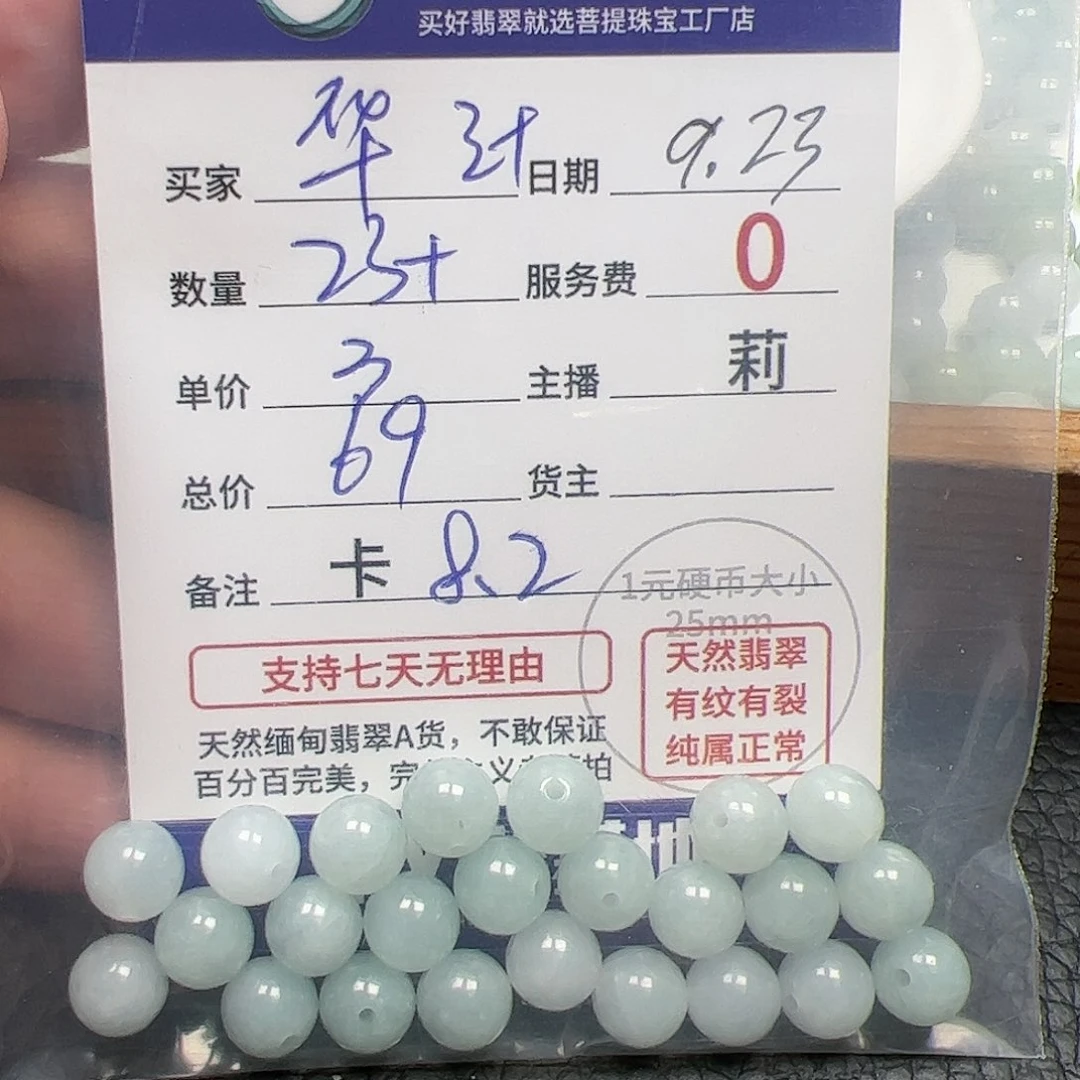 买好翡翠就选菩提珠宝工厂店
买家 华 日期 9.23
数量 23+ 服务费 0
单价 3 主播 莉
总价 69 货主
备注 卡 8.2
1元硬币大小
25mm
支持七天无理由
天然翡翠
有纹有裂
纯属正常
天然缅甸翡翠A货，不敢保证
百分百完美，完 义 拍